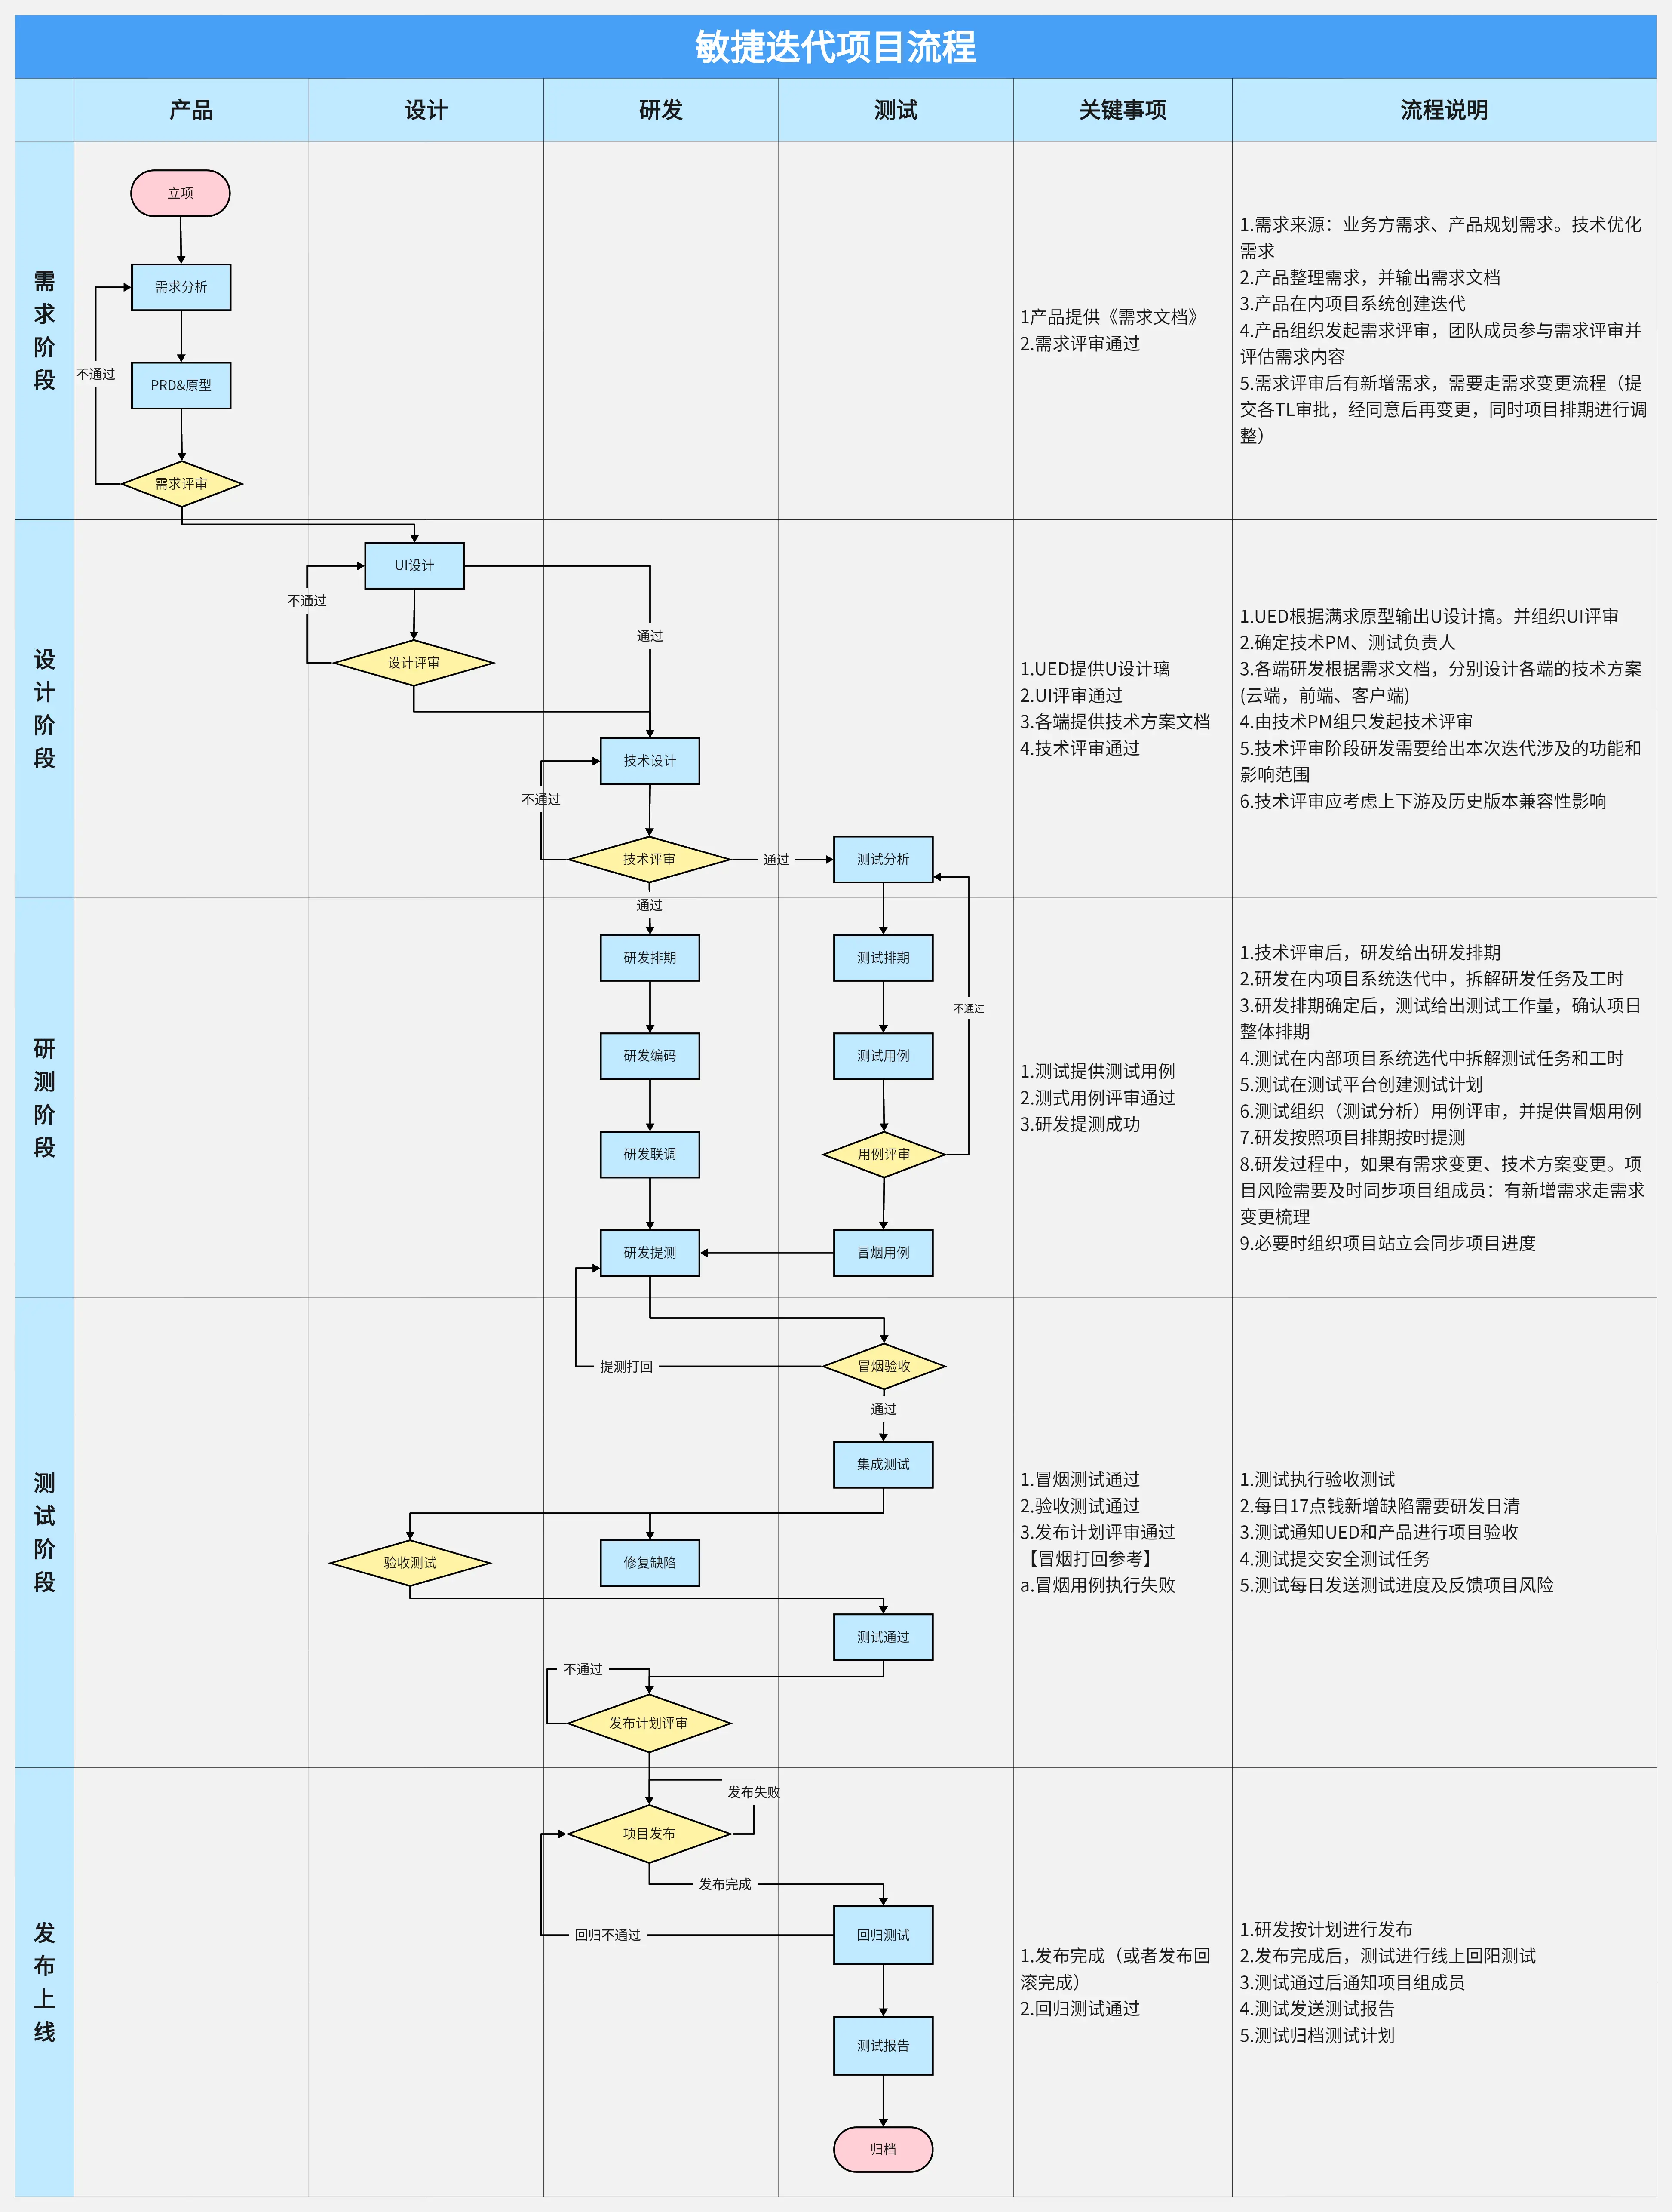 敏捷迭代项目流程
产品
设计
研发
测试
关键事项
流程说明
需求阶段
立项
需求分析
不通过
PRD&原型
需求评审
1产品提供《需求文档》
2.需求评审通过
1.需求来源：业务方需求、产品规划需求。技术优化
需求
2.产品整理需求，并输出需求文档
3.产品在内项目系统创建迭代
4.产品组织发起需求评审，团队成员参与需求评审并
评估需求内容
5.需求评审后有新增需求，需要走需求变更流程（提
交各TL审批，经同意后再变更，同时项目排期进行调
整）
设计阶段
UI设计
不通过
通过
设计评审
技术设计
不通过
技术评审
通过
测试分析
通过
1.UED提供U设计璃
2.UI评审通过
3.各端提供技术方案文档
4.技术评审通过
1.UED根据满求原型输出U设计搞。并组织UI评审
2.确定技术PM、测试负责人
3.各端研发根据需求文档，分别设计各端的技术方案
(云端，前端、客户端)
4.由技术PM组只发起技术评审
5.技术评审阶段研发需要给出本次迭代涉及的功能和
影响范围
6.技术评审应考虑上下游及历史版本兼容性影响
研测阶段
研发排期
测试排期
不通过
研发编码
测试用例
研发联调
用例评审
研发提测
冒烟用例
1.测试提供测试用例
2.测式用例评审通过
3.研发提测成功
1.技术评审后，研发给出研发排期
2.研发在内项目系统迭代中，拆解研发任务及工时
3.研发排期确定后，测试给出测试工作量，确认项日
整体排期
4.测试在内部项目系统迭代中拆解测试任务和工时
5.测试在测试平台创建测试计划
6.测试组织（测试分析）用例评审，并提供冒烟用例
7.研发按照项目排期按时提测
8.研发过程中，如果有需求变更、技术方案变更。项
目风险需要及时同步项目组成员：有新增需求走需求
变更梳理
9.必要时组织项目站立会同步项目进度
测试阶段
提测打回
冒烟验收
通过
集成测试
验收测试
修复缺陷
测试通过
不通过
发布计划评审
1.冒烟测试通过
2.验收测试通过
3.发布计划评审通过
【冒烟打回参考】
a.冒烟用例执行失败
1.测试执行验收测试
2.每日17点钱新增缺陷需要研发日清
3.测试通知UED和产品进行项目验收
4.测试提交安全测试任务
5.测试每日发送测试进度及反馈项目风险
发布上线
发布失败
项目发布
发布完成
回归不通过
回归测试
测试报告
归档
1.发布完成（或者发布回
滚完成）
2.回归测试通过
1.研发按计划进行发布
2.发布完成后，测试进行线上回阳测试
3.测试通过后通知项目组成员
4.测试发送测试报告
5.测试归档测试计划